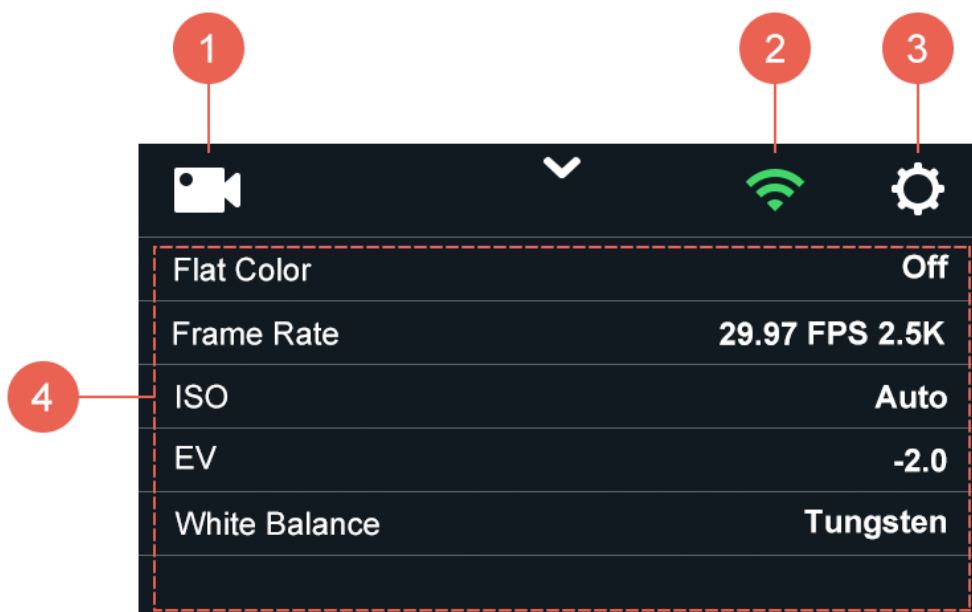 1 2 3
Flat Color Off
Frame Rate 29.97 FPS 2.5K
4 ISO Auto
EV -2.0
White Balance Tungsten